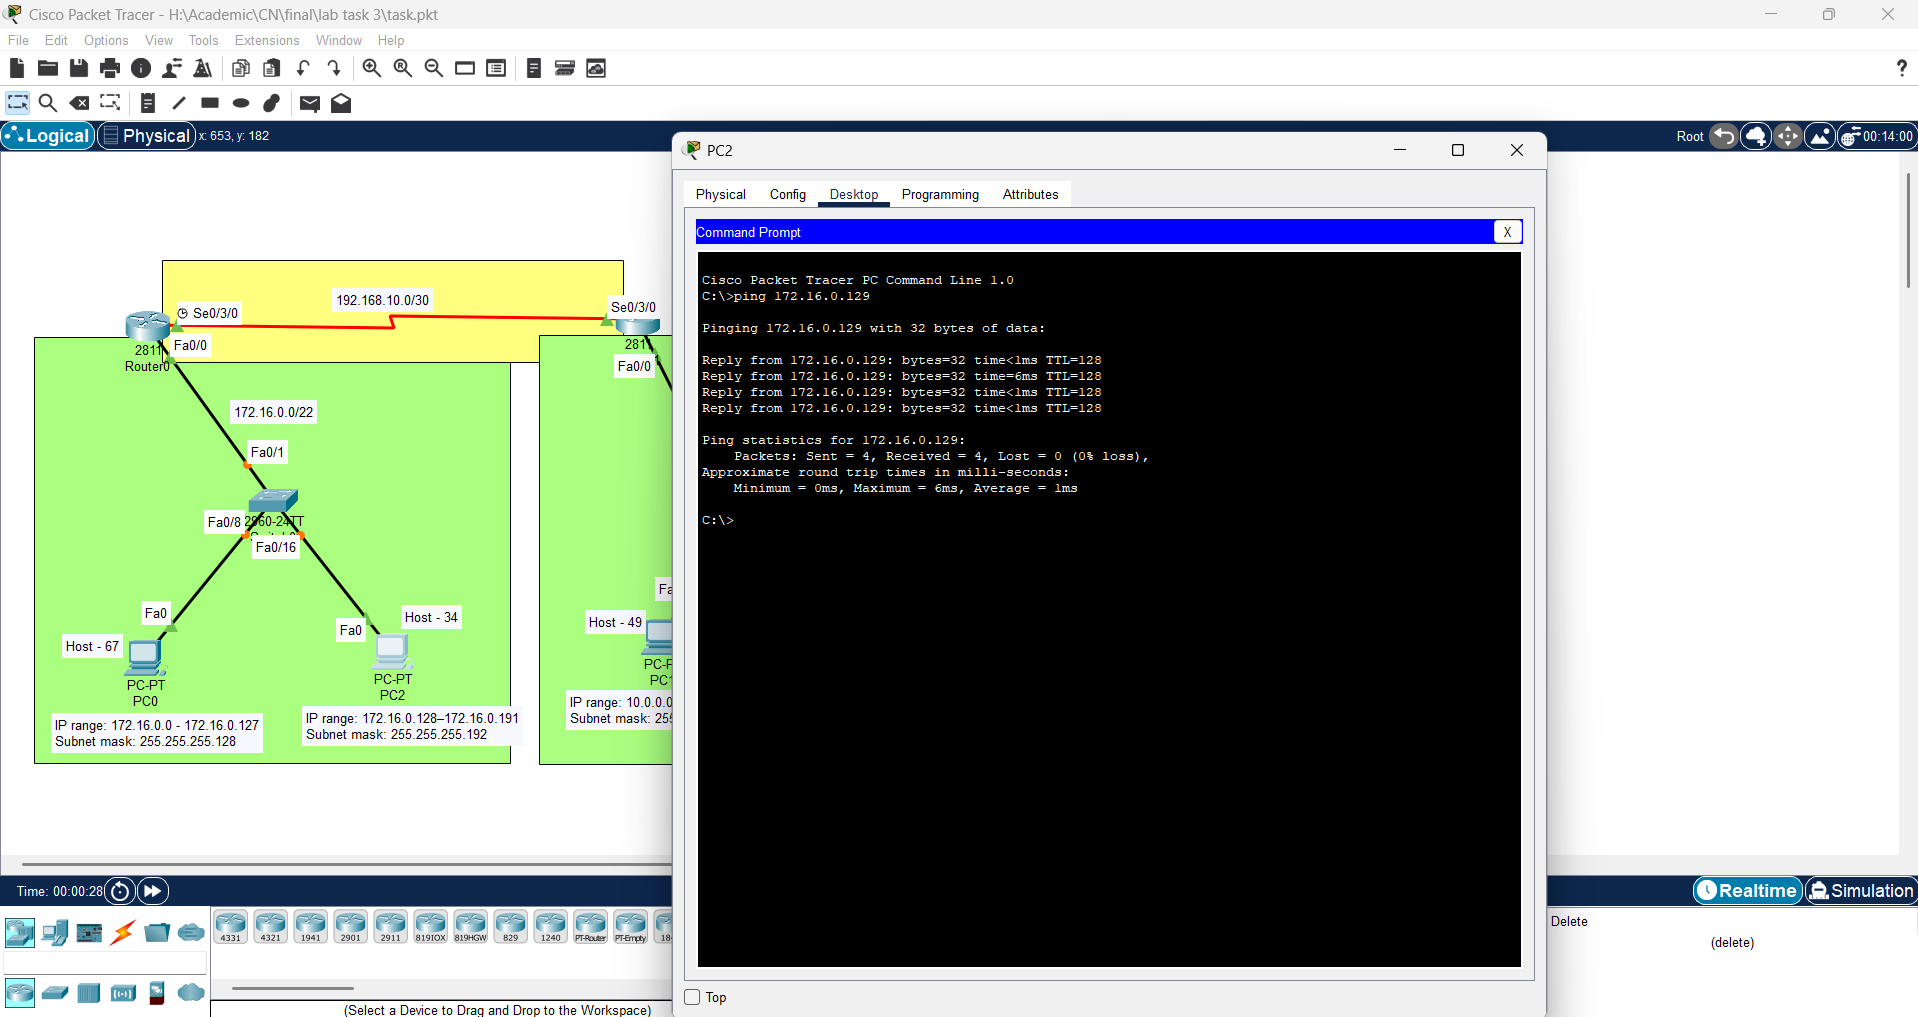 Cisco Packet Tracer - H:\Academic\CN\final\lab task 3\task.pkt
File Edit Options View Tools Extensions Window Help
Logical Physical x: 653, y: 182
Root 00:14:00
192.168.10.0/30
Se0/3/0
Se0/3/0
Fa0/0
2811
Router0
281
Fa0/0
172.16.0.0/22
Fa0/1
Fa0/8
2960-24TT
Fa0/16
Fa0
Host - 67
PC-PT
PC0
IP range: 172.16.0.0 - 172.16.0.127
Subnet mask: 255.255.255.128
Fa0
Host - 34
PC-PT
PC2
IP range: 172.16.0.128–172.16.0.191
Subnet mask: 255.255.255.192
Fa
Host - 49
PC-P
PC1
IP range: 10.0.0.0
Subnet mask: 255
PC2
Physical Config Desktop Programming Attributes
Command Prompt X
Cisco Packet Tracer PC Command Line 1.0
C:\>ping 172.16.0.129
Pinging 172.16.0.129 with 32 bytes of data:
Reply from 172.16.0.129: bytes=32 time<1ms TTL=128
Reply from 172.16.0.129: bytes=32 time=6ms TTL=128
Reply from 172.16.0.129: bytes=32 time<1ms TTL=128
Reply from 172.16.0.129: bytes=32 time<1ms TTL=128
Ping statistics for 172.16.0.129:
Packets: Sent = 4, Received = 4, Lost = 0 (0% loss),
Approximate round trip times in milli-seconds:
Minimum = 0ms, Maximum = 6ms, Average = 1ms
C:\>
Top
Time: 00:00:28
Realtime Simulation
4331 4321 1941 2901 2911 819IOX 819HGW 829 1240 PT-Router PT-Empty 18
(Select a Device to Drag and Drop to the Workspace)
Delete
(delete)